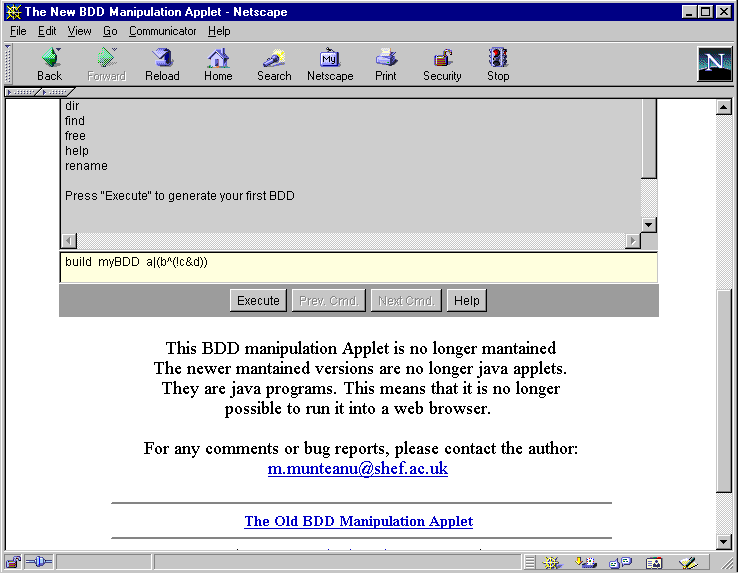 The New BDD Manipulation Applet - Netscape
File Edit View Go Communicator Help
Back Forward Reload Home Search Netscape Print Security Stop
My
N
dir
find
free
help
rename
Press "Execute" to generate your first BDD
build myBDD a|(b^(!c&d))
Execute Prev. Cmd. Next Cmd. Help
This BDD manipulation Applet is no longer mantained
The newer mantained versions are no longer java applets.
They are java programs. This means that it is no longer
possible to run it into a web browser.
For any comments or bug reports, please contact the author:
m.munteanu@shef.ac.uk
The Old BDD Manipulation Applet